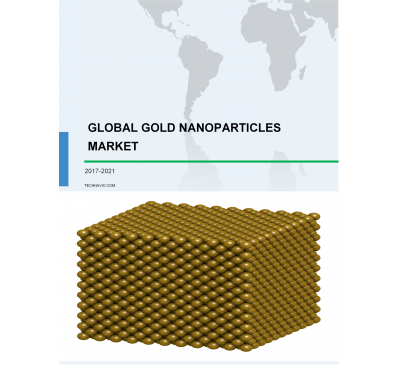 GLOBAL GOLD NANOPARTICLES
MARKET
2017-2021
TECHNAVIO.COM